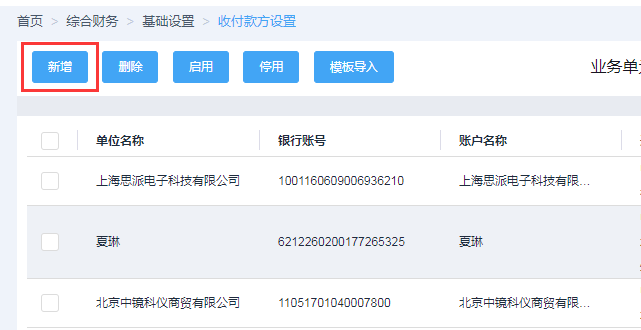 首页 > 综合财务 > 基础设置 > 收付款方设置
新增 删除 启用 停用 模板导入 业务单
单位名称 银行账号 账户名称
上海思派电子科技有限公司 1001160609006936210 上海思派电子科技有限...
夏琳 6212260200177265325 夏琳
北京中镜科仪商贸有限公司 11051701040007800 北京中镜科仪商贸有限...